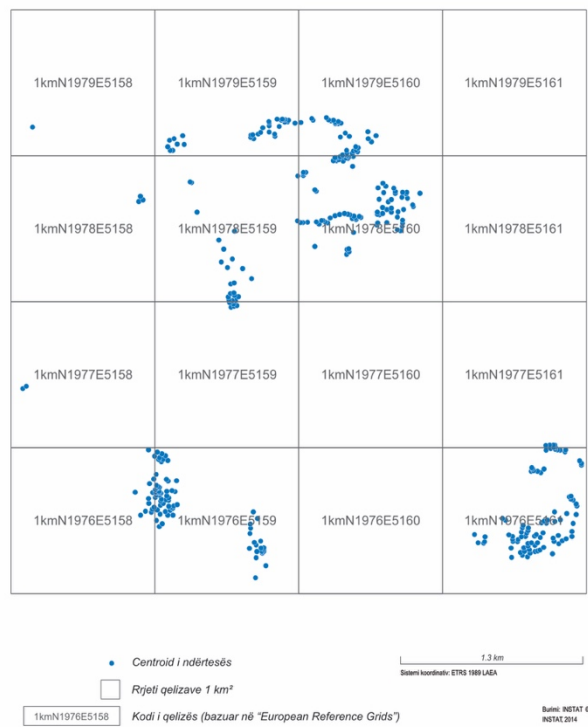 1kmN1979E5158 1kmN1979E5159 1kmN1979E5160 1kmN1979E5161
1kmN1978E5158 1kmN1978E5159 1kmN1978E5160 1kmN1978E5161
1kmN1977E5158 1kmN1977E5159 1kmN1977E5160 1kmN1977E5161
1kmN1976E5158 1kmN1976E5159 1kmN1976E5160 1kmN1976E5161
Centroid i ndërtesës
1.3 km
Sistemi koordinativ: ETRS 1989 LAEA
Rrjeti qelizave 1 km²
1kmN1976E5158 Kodi i qelizës (bazuar në "European Reference Grids")
Burimi: INSTAT
INSTAT, 2014